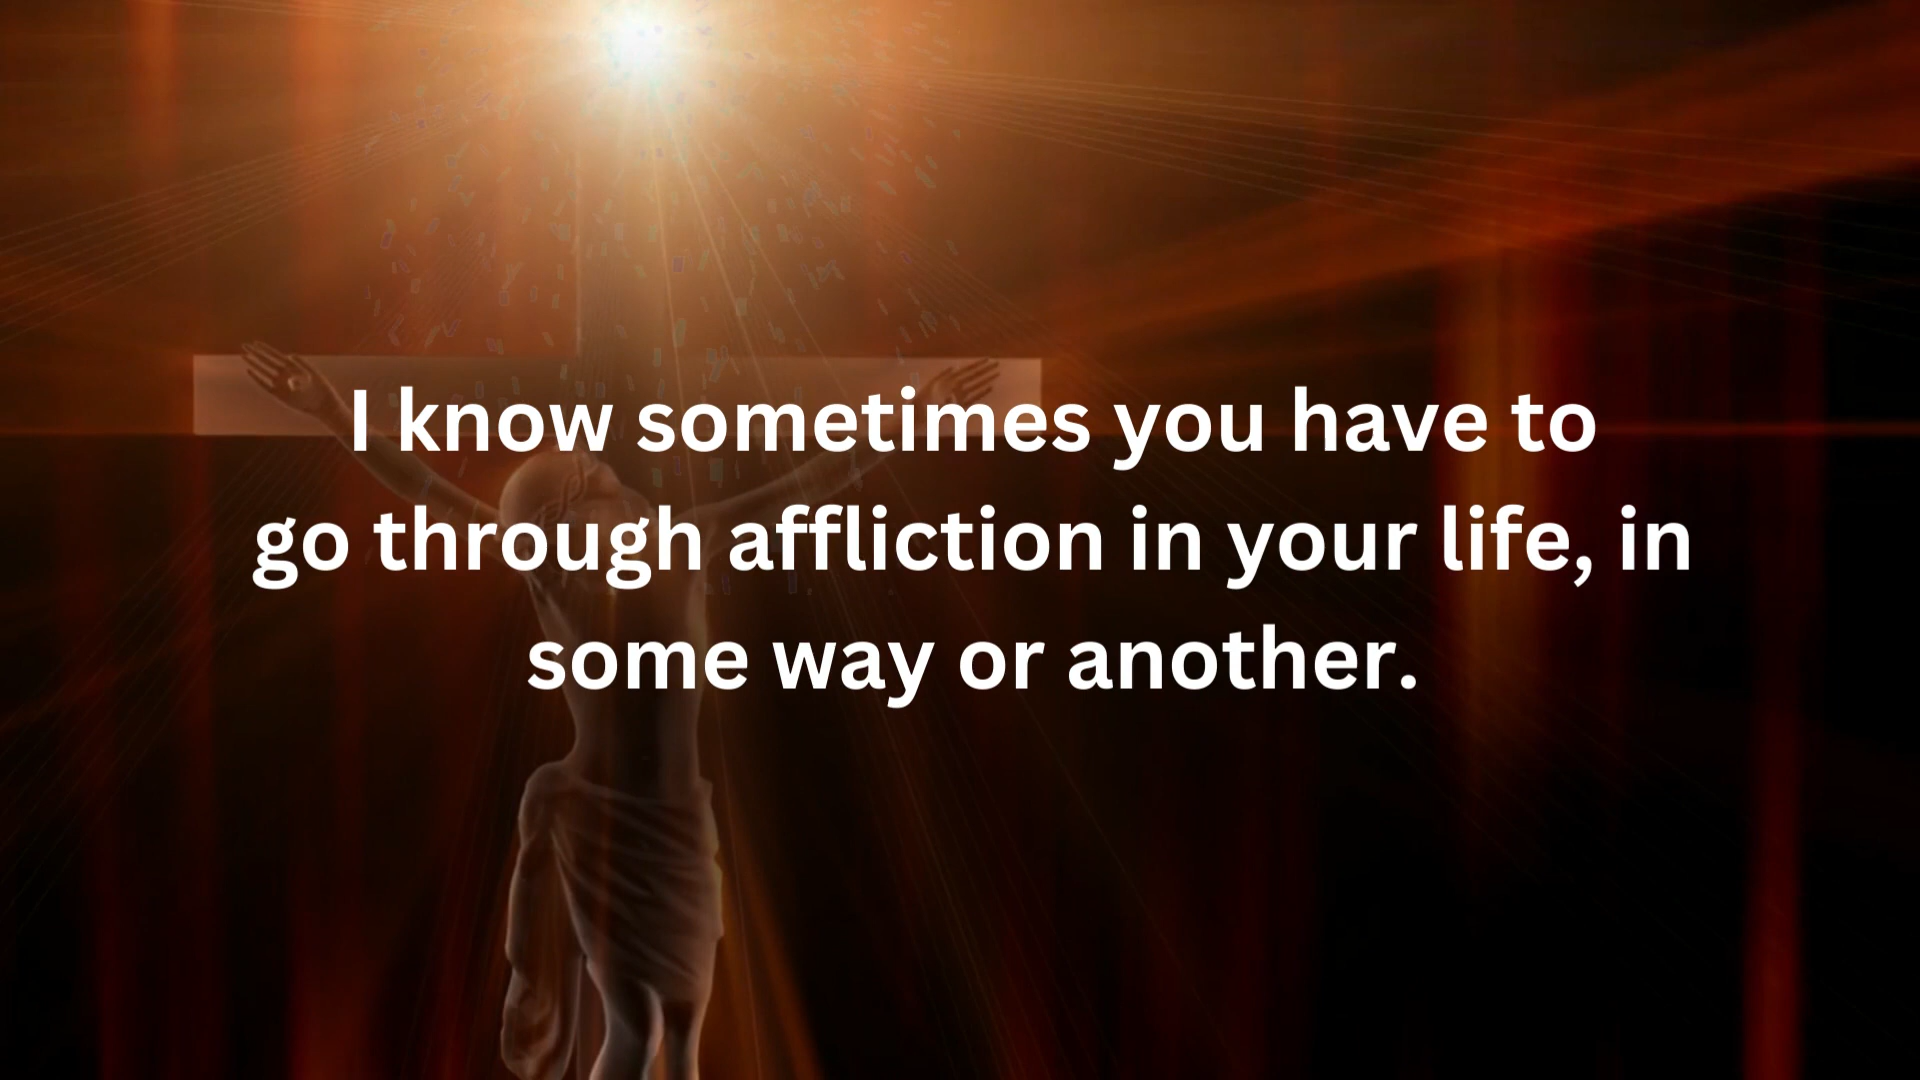 I know sometimes you have to
go through affliction in your life, in
some way or another.